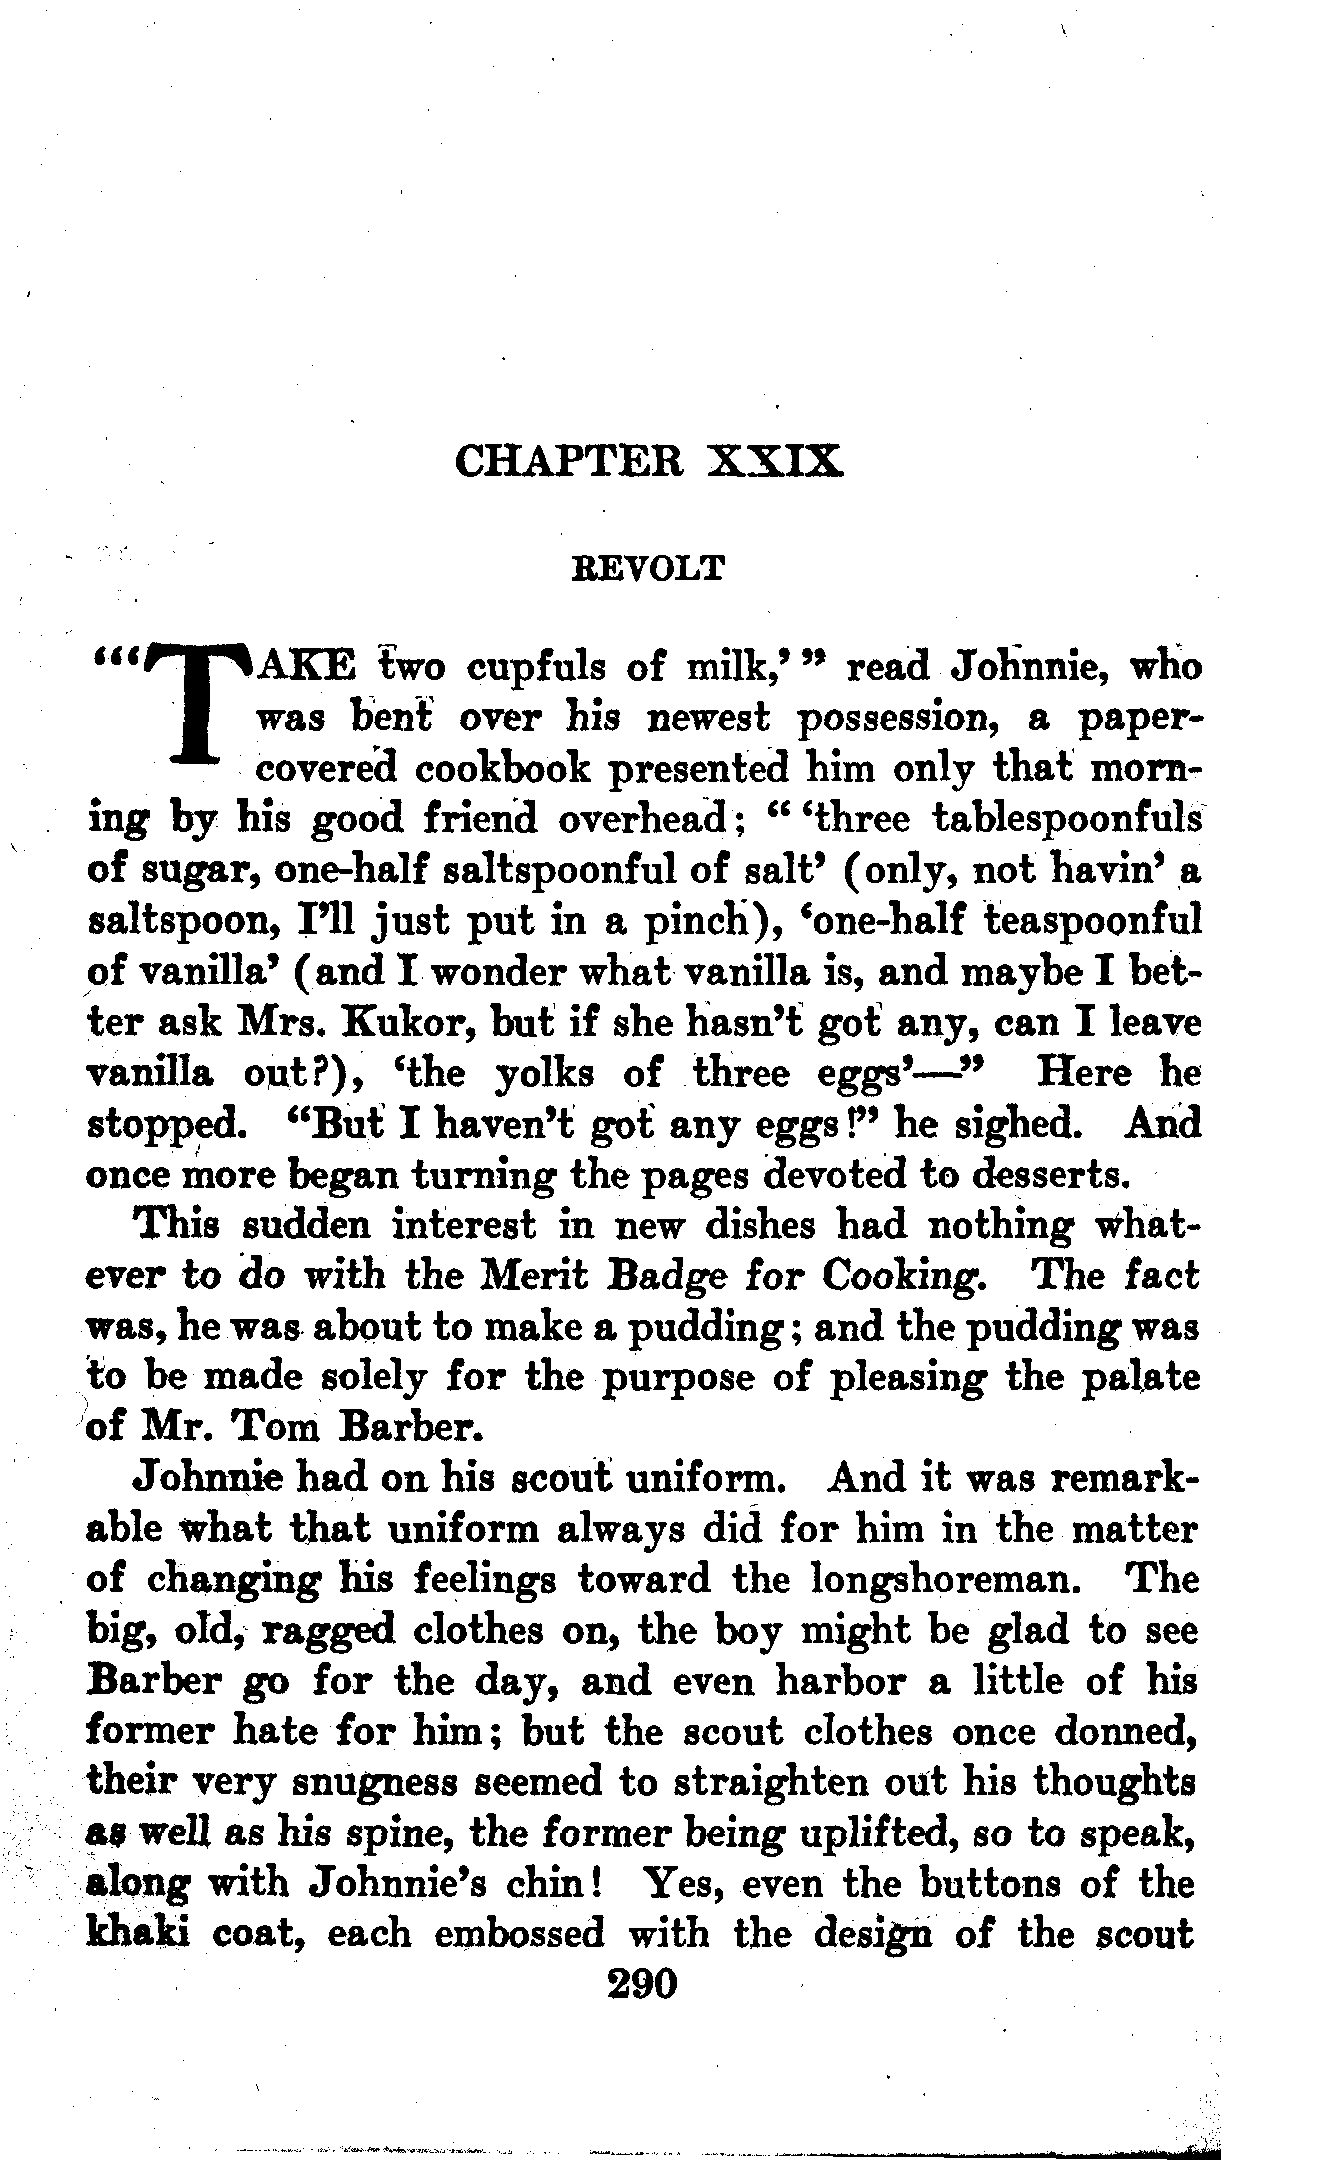 CHAPTER XXIX
REVOLT
"'TAKE two cupfuls of milk,'" read Johnnie, who
was bent over his newest possession, a paper-
covered cookbook presented him only that morn-
ing by his good friend overhead; "'three tablespoonfuls
of sugar, one-half saltspoonful of salt' (only, not havin' a
saltspoon, I'll just put in a pinch), 'one-half teaspoonful
of vanilla' (and I wonder what vanilla is, and maybe I bet-
ter ask Mrs. Kukor, but if she hasn't got any, can I leave
vanilla out?), 'the yolks of three eggs'—" Here he
stopped. "But I haven't got any eggs!" he sighed. And
once more began turning the pages devoted to desserts.
This sudden interest in new dishes had nothing what-
ever to do with the Merit Badge for Cooking. The fact
was, he was about to make a pudding; and the pudding was
to be made solely for the purpose of pleasing the palate
of Mr. Tom Barber.
Johnnie had on his scout uniform. And it was remark-
able what that uniform always did for him in the matter
of changing his feelings toward the longshoreman. The
big, old, ragged clothes on, the boy might be glad to see
Barber go for the day, and even harbor a little of his
former hate for him; but the scout clothes once donned,
their very snugness seemed to straighten out his thoughts
as well as his spine, the former being uplifted, so to speak,
along with Johnnie's chin! Yes, even the buttons of the
khaki coat, each embossed with the design of the scout
290